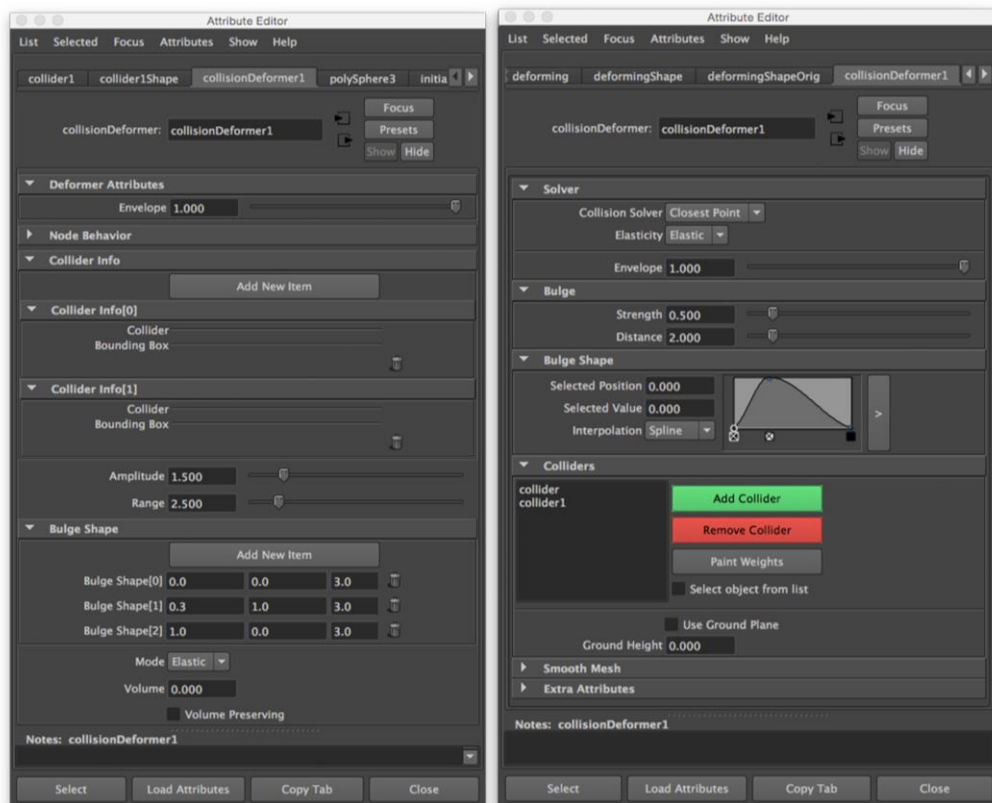 Attribute Editor
List Selected Focus Attributes Show Help
collider1 collider1Shape collisionDeformer1 polySphere3 initia
Focus
collisionDeformer: collisionDeformer1
Presets
Show Hide
Deformer Attributes
Envelope 1.000
Node Behavior
Collider Info
Add New Item
Collider Info[0]
Collider
Bounding Box
Collider Info[1]
Collider
Bounding Box
Amplitude 1.500
Range 2.500
Bulge Shape
Add New Item
Bulge Shape[0] 0.0 0.0 3.0
Bulge Shape[1] 0.3 1.0 3.0
Bulge Shape[2] 1.0 0.0 3.0
Mode Elastic
Volume 0.000
Volume Preserving
Notes: collisionDeformer1
Select Load Attributes Copy Tab Close
Attribute Editor
List Selected Focus Attributes Show Help
deforming deformingShape deformingShapeOrig collisionDeformer1
Focus
collisionDeformer: collisionDeformer1
Presets
Show Hide
Solver
Collision Solver Closest Point
Elasticity Elastic
Envelope 1.000
Bulge
Strength 0.500
Distance 2.000
Bulge Shape
Selected Position 0.000
Selected Value 0.000
Interpolation Spline
>
Colliders
collider
collider1
Add Collider
Remove Collider
Paint Weights
Select object from list
Use Ground Plane
Ground Height 0.000
Smooth Mesh
Extra Attributes
Notes: collisionDeformer1
Select Load Attributes Copy Tab Close